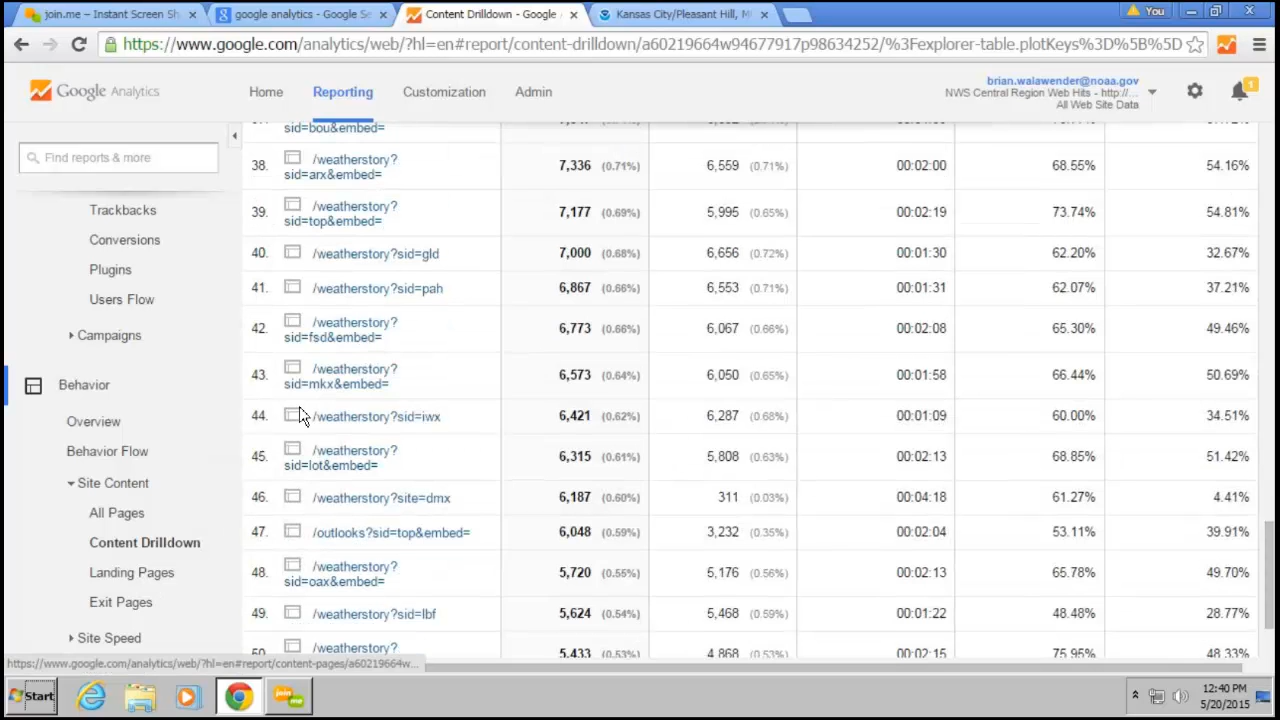 join.me – Instant Screen Sh
google analytics - Google Se
Content Drilldown - Google A
Kansas City/Pleasant Hill, M
You
https://www.google.com/analytics/web/?hl=en#report/content-drilldown/a60219664w94677917p98634252/%3Fexplorer-table.plotKeys%3D%5B%5D
Google Analytics
Home
Reporting
Customization
Admin
brian.walawender@noaa.gov
NWS Central Region Web Hits - http://...
All Web Site Data
1
Find reports & more
Trackbacks
Conversions
Plugins
Users Flow
Campaigns
Behavior
Overview
Behavior Flow
Site Content
All Pages
Content Drilldown
Landing Pages
Exit Pages
Site Speed
sid=bou&embed=
38. /weatherstory? 7,336 (0.71%) 6,559 (0.71%) 00:02:00 68.55% 54.16%
sid=arx&embed=
39. /weatherstory? 7,177 (0.69%) 5,995 (0.65%) 00:02:19 73.74% 54.81%
sid=top&embed=
40. /weatherstory?sid=gld 7,000 (0.68%) 6,656 (0.72%) 00:01:30 62.20% 32.67%
41. /weatherstory?sid=pah 6,867 (0.66%) 6,553 (0.71%) 00:01:31 62.07% 37.21%
42. /weatherstory? 6,773 (0.66%) 6,067 (0.66%) 00:02:08 65.30% 49.46%
sid=fsd&embed=
43. /weatherstory? 6,573 (0.64%) 6,050 (0.65%) 00:01:58 66.44% 50.69%
sid=mkx&embed=
44. /weatherstory?sid=iwx 6,421 (0.62%) 6,287 (0.68%) 00:01:09 60.00% 34.51%
45. /weatherstory? 6,315 (0.61%) 5,808 (0.63%) 00:02:13 68.85% 51.42%
sid=lot&embed=
46. /weatherstory?site=dmx 6,187 (0.60%) 311 (0.03%) 00:04:18 61.27% 4.41%
47. /outlooks?sid=top&embed= 6,048 (0.59%) 3,232 (0.35%) 00:02:04 53.11% 39.91%
48. /weatherstory? 5,720 (0.55%) 5,176 (0.56%) 00:02:13 65.78% 49.70%
sid=oax&embed=
49. /weatherstory?sid=lbf 5,624 (0.54%) 5,468 (0.59%) 00:01:22 48.48% 28.77%
50. /weatherstory? 5,433 (0.53%) 4,868 (0.53%) 00:02:15 75.95% 48.33%
https://www.google.com/analytics/web/?hl=en#report/content-pages/a60219664w...
Start
join me
12:40 PM
5/20/2015